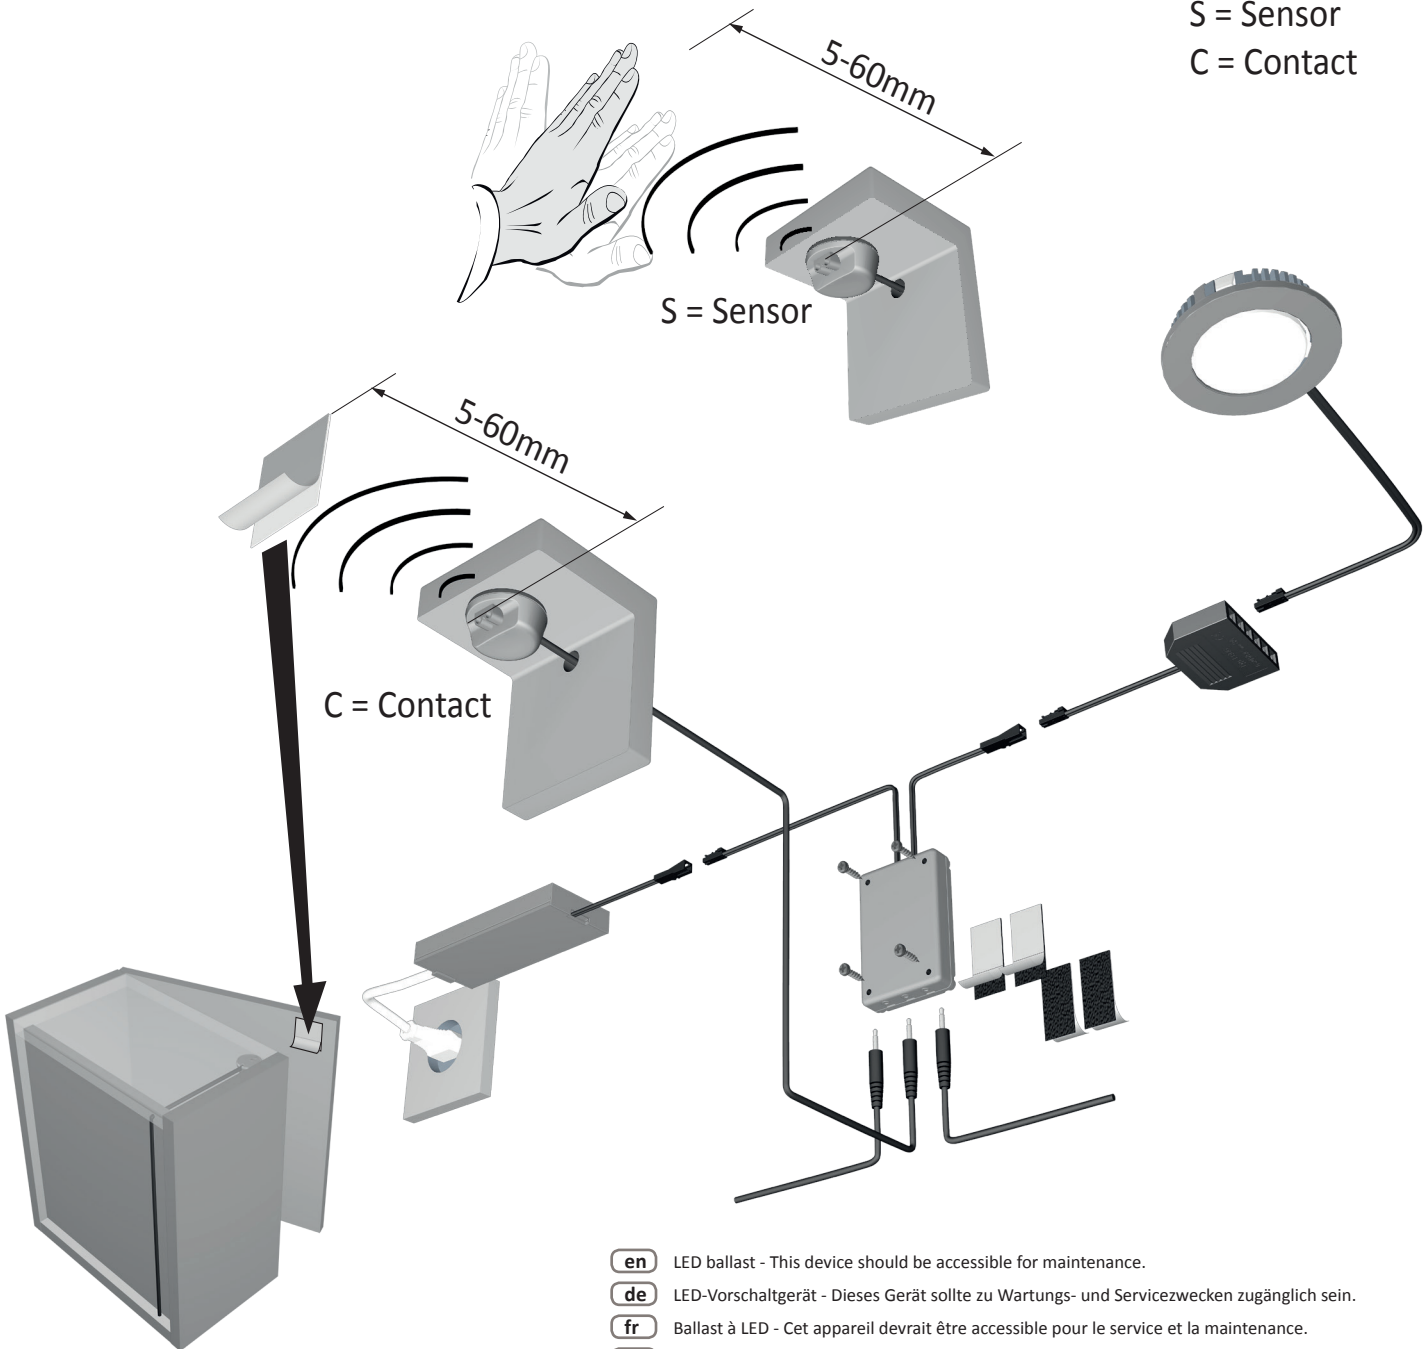 S = Sensor
C = Contact
5-60mm
S = Sensor
5-60mm
C = Contact
en LED ballast - This device should be accessible for maintenance.
de LED-Vorschaltgerät - Dieses Gerät sollte zu Wartungs- und Servicezwecken zugänglich sein.
fr Ballast à LED - Cet appareil devrait être accessible pour le service et la maintenance.